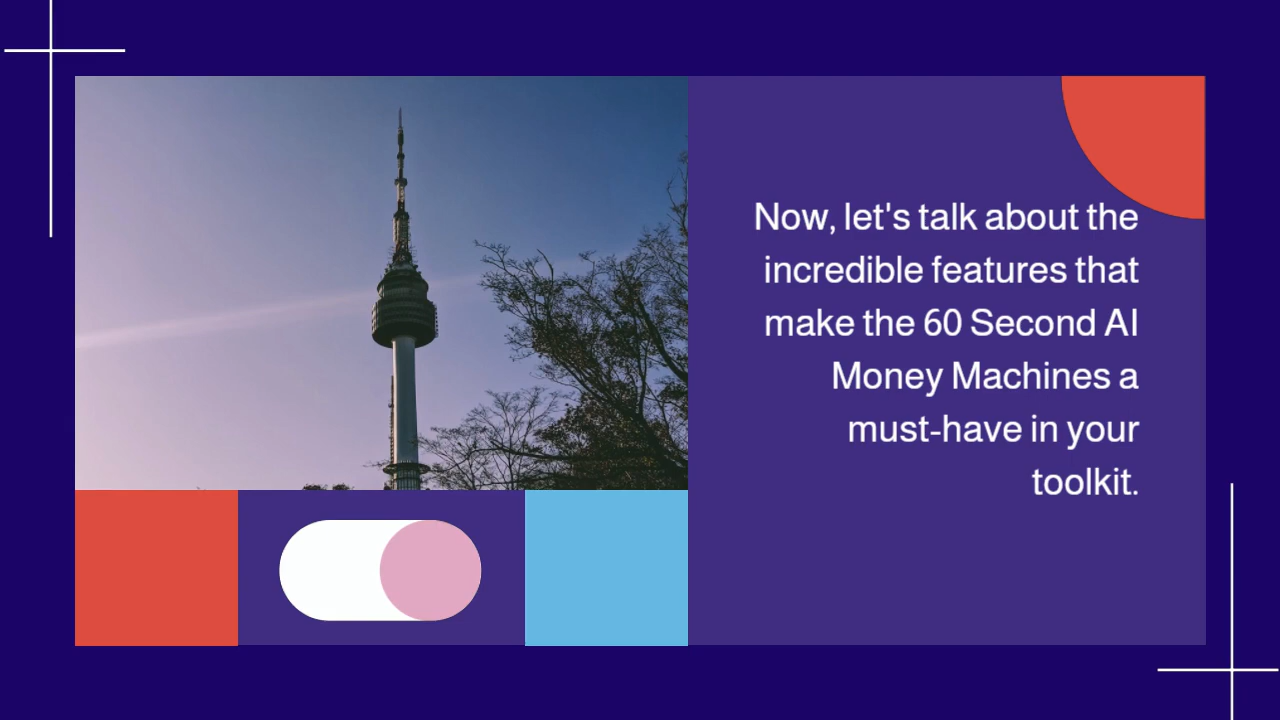 Now, let's talk about the
incredible features that
make the 60 Second AI
Money Machines a
must-have in your
toolkit.